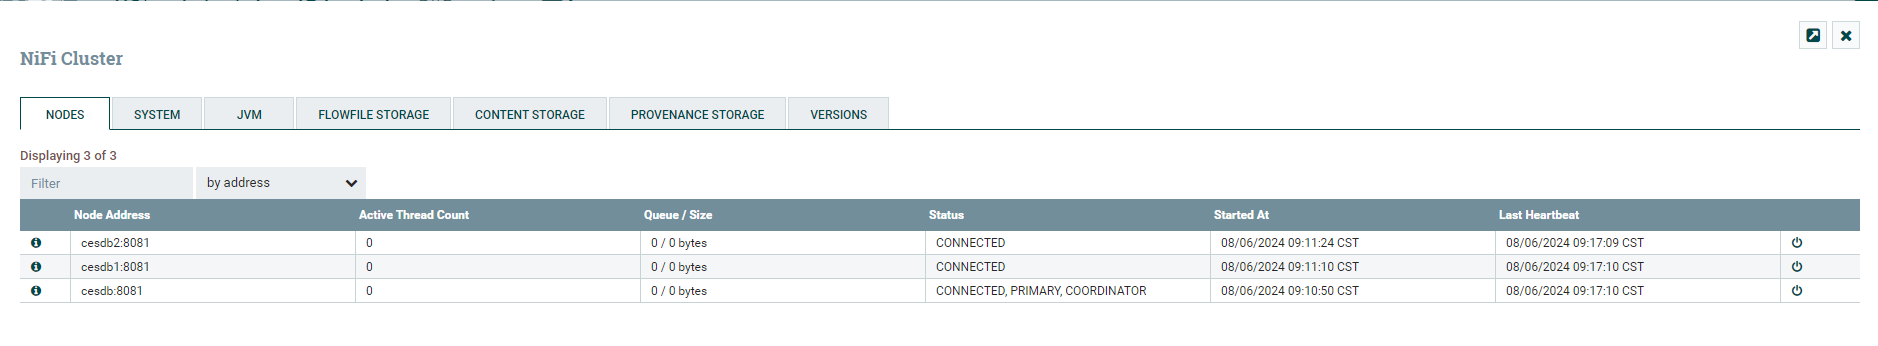 NiFi Cluster
NODES SYSTEM JVM FLOWFILE STORAGE CONTENT STORAGE PROVENANCE STORAGE VERSIONS
Displaying 3 of 3
Filter by address
Node Address Active Thread Count Queue / Size Status Started At Last Heartbeat
cesdb2:8081 0 0 / 0 bytes CONNECTED 08/06/2024 09:11:24 CST 08/06/2024 09:17:09 CST
cesdb1:8081 0 0 / 0 bytes CONNECTED 08/06/2024 09:11:10 CST 08/06/2024 09:17:10 CST
cesdb:8081 0 0 / 0 bytes CONNECTED, PRIMARY, COORDINATOR 08/06/2024 09:10:50 CST 08/06/2024 09:17:10 CST